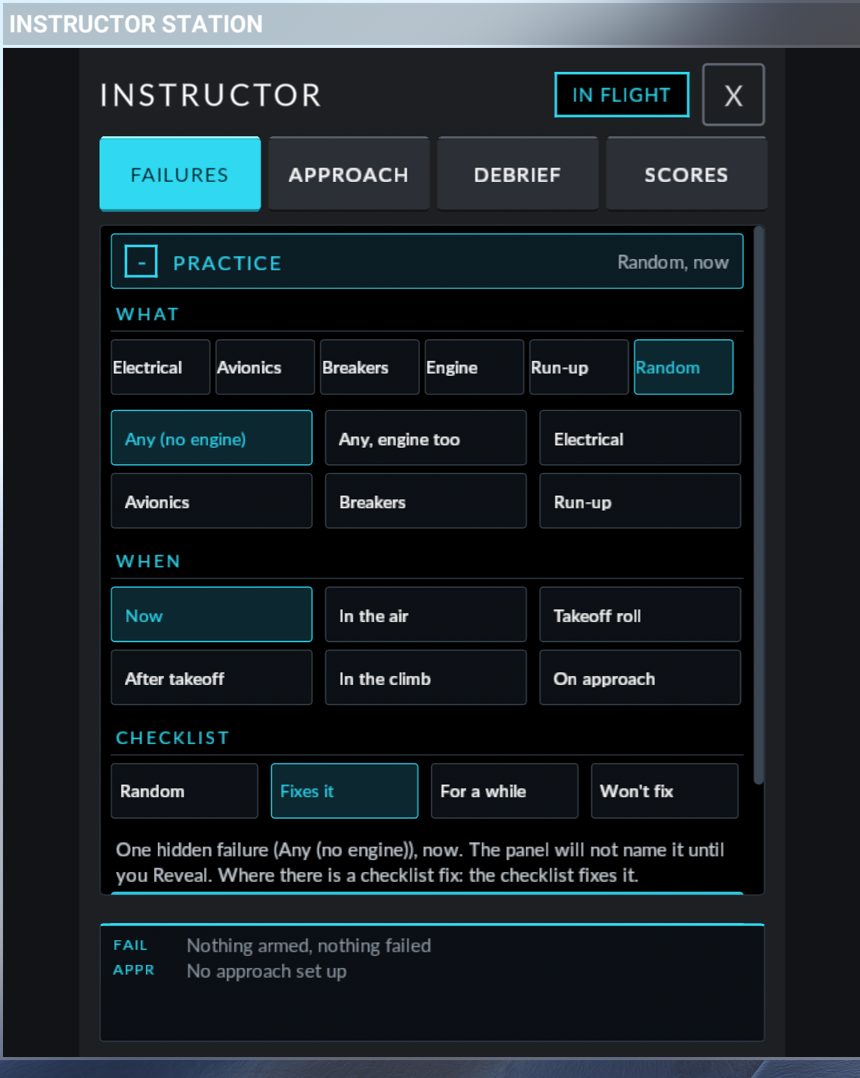 INSTRUCTOR STATION
INSTRUCTOR IN FLIGHT X
FAILURES APPROACH DEBRIEF SCORES
- PRACTICE Random, now
WHAT
Electrical Avionics Breakers Engine Run-up Random
Any (no engine) Any, engine too Electrical
Avionics Breakers Run-up
WHEN
Now In the air Takeoff roll
After takeoff In the climb On approach
CHECKLIST
Random Fixes it For a while Won't fix
One hidden failure (Any (no engine)), now. The panel will not name it until
you Reveal. Where there is a checklist fix: the checklist fixes it.
FAIL Nothing armed, nothing failed
APPR No approach set up